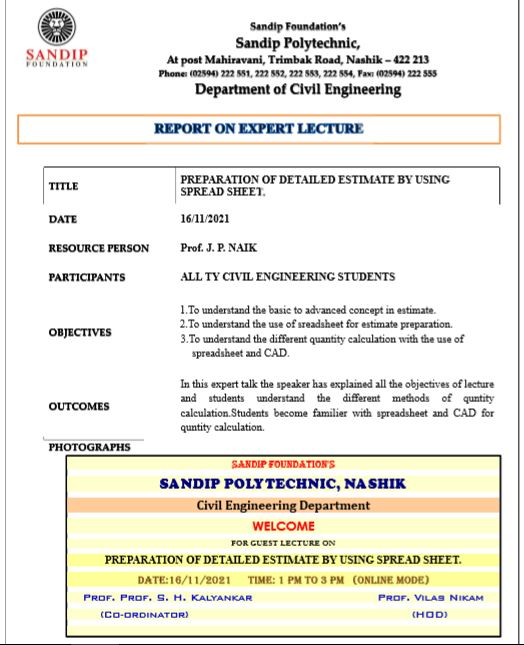 SANDIP
FOUNDATION
Sandip Foundation's
Sandip Polytechnic,
At post Mahiravani, Trimbak Road, Nashik – 422 213
Phone: (02594) 222 551, 222 552, 222 553, 222 554, Fax: (02594) 222 555
Department of Civil Engineering
REPORT ON EXPERT LECTURE
TITLE
PREPARATION OF DETAILED ESTIMATE BY USING
SPREAD SHEET.
DATE
16/11/2021
RESOURCE PERSON
Prof. J. P. NAIK
PARTICIPANTS
ALL TY CIVIL ENGINEERING STUDENTS
OBJECTIVES
1.To understand the basic to advanced concept in estimate.
2.To understand the use of sreadsheet for estimate preparation.
3.To understand the different quantity calculation with the use of
spreadsheet and CAD.
OUTCOMES
In this expert talk the speaker has explained all the objectives of lecture
and students understand the different methods of quntity
calculation.Students become familier with spreadsheet and CAD for
quntity calculation.
PHOTOGRAPHS
SANDIP FOUNDATION'S
SANDIP POLYTECHNIC, NASHIK
Civil Engineering Department
WELCOME
FOR GUEST LECTURE ON
PREPARATION OF DETAILED ESTIMATE BY USING SPREAD SHEET.
DATE:16/11/2021 TIME: 1 PM TO 3 PM (ONLINE MODE)
PROF. PROF. S. H. KALYANKAR PROF. VILAS NIKAM
(CO-ORDINATOR) (HOD)